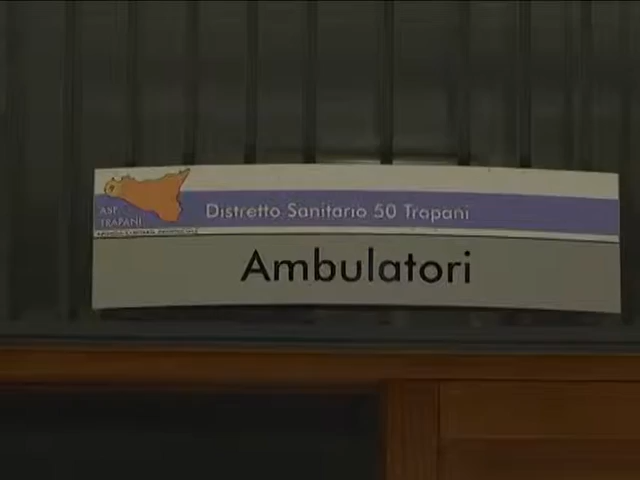 ASP
TRAPANI
Distretto Sanitario 50 Trapani
Ambulatori